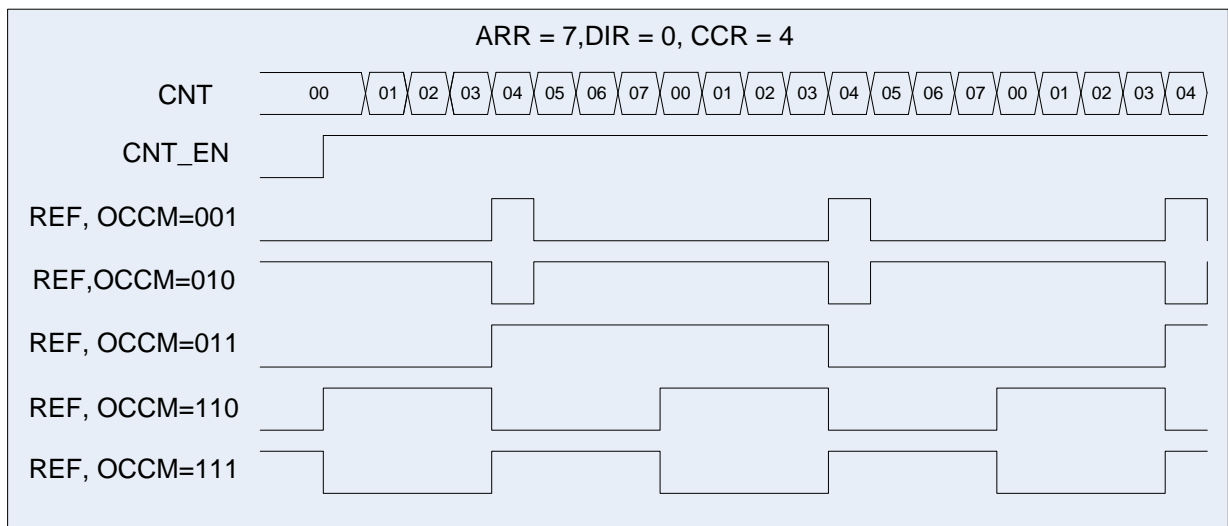 ARR = 7,DIR = 0, CCR = 4
CNT 00 01 02 03 04 05 06 07 00 01 02 03 04 05 06 07 00 01 02 03 04
CNT_EN
REF, OCCM=001
REF,OCCM=010
REF, OCCM=011
REF, OCCM=110
REF, OCCM=111